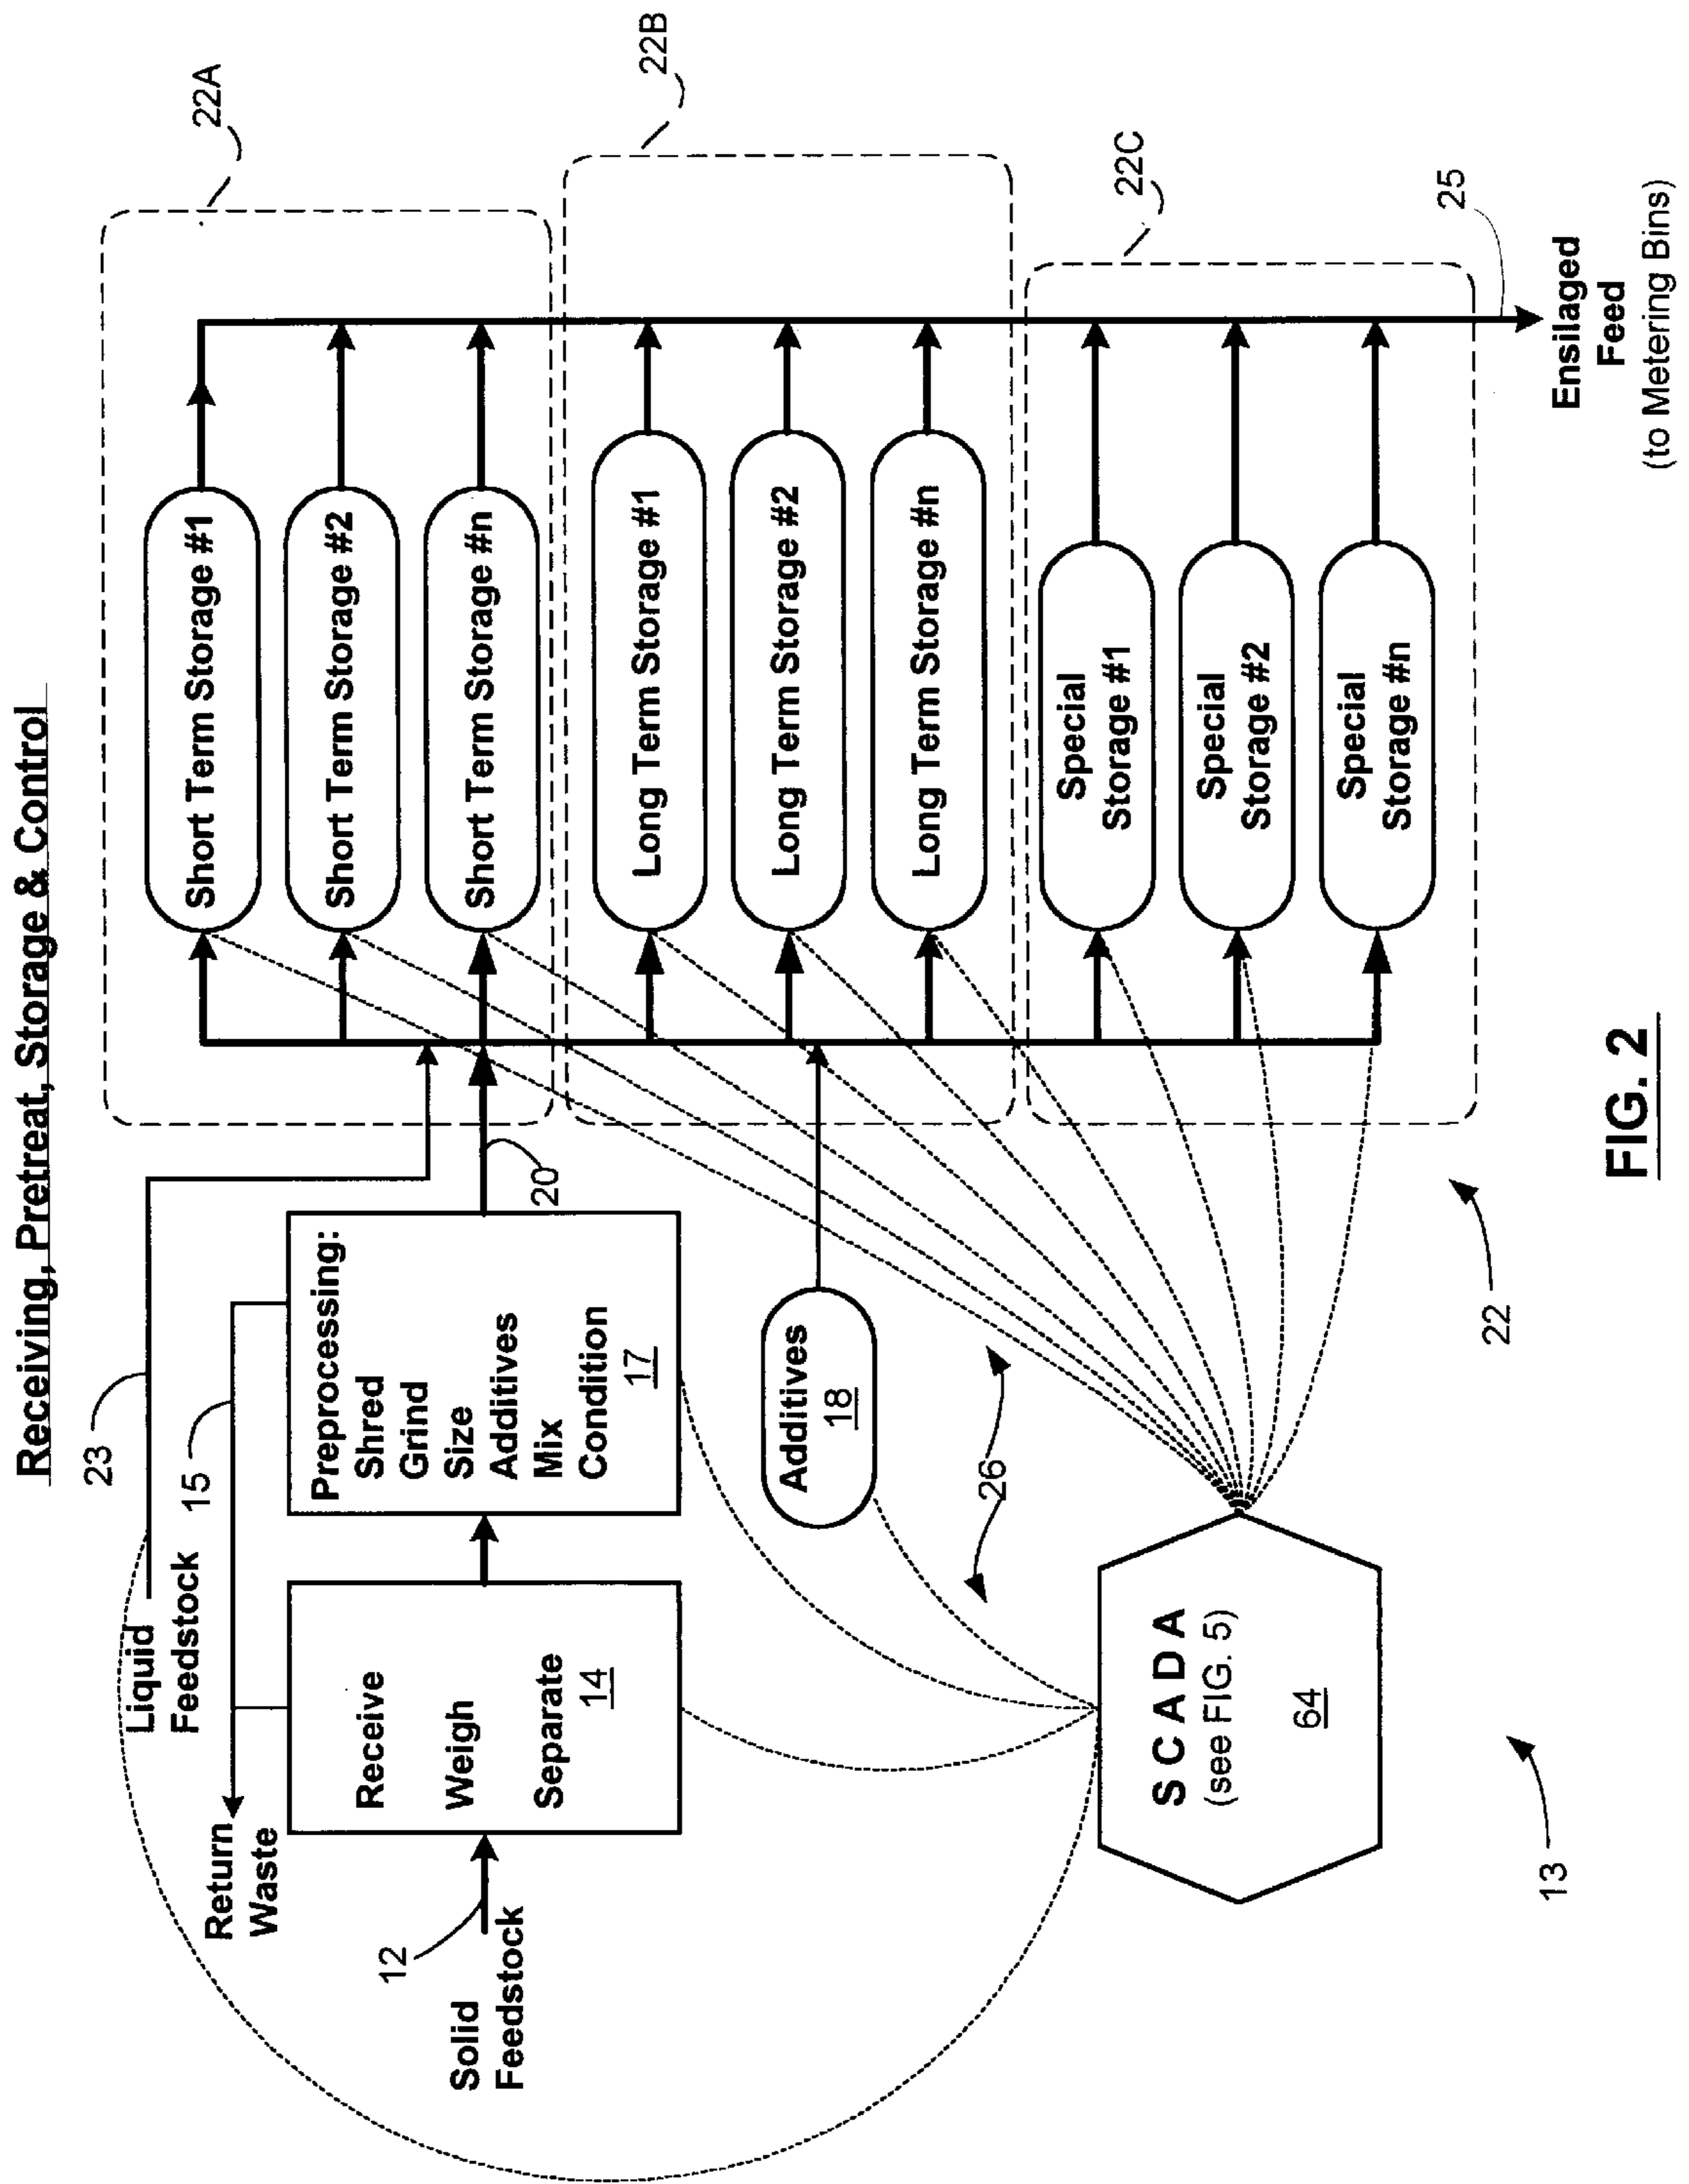 Receiving, Pretreat, Storage & Control
22A
22B
22C
23
15
Liquid
Feedstock
Return
Waste
12
Solid
Feedstock
Receive
Weigh
Separate
14
Preprocessing:
Shred
Grind
Size
Additives
Mix
Condition
17
20
Additives
18
26
S C A D A
(see FIG. 5)
64
13
22
Short Term Storage #1
Short Term Storage #2
Short Term Storage #n
Long Term Storage #1
Long Term Storage #2
Long Term Storage #n
Special
Storage #1
Special
Storage #2
Special
Storage #n
25
Ensilaged
Feed
(to Metering Bins)
FIG. 2